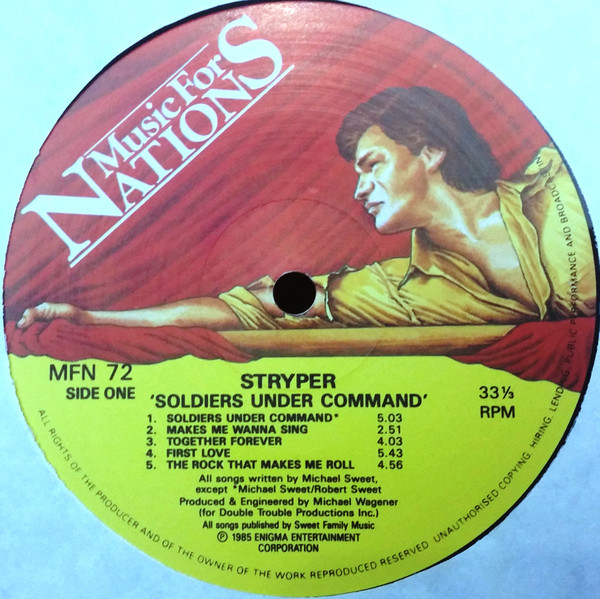 Music For
NATIONS
MFN 72
SIDE ONE
STRYPER
'SOLDIERS UNDER COMMAND'
33⅓
RPM
1. SOLDIERS UNDER COMMAND* 5.03
2. MAKES ME WANNA SING 2.51
3. TOGETHER FOREVER 4.03
4. FIRST LOVE 5.43
5. THE ROCK THAT MAKES ME ROLL 4.56
All songs written by Michael Sweet,
except *Michael Sweet/Robert Sweet
Produced & Engineered by Michael Wagener
(for Double Trouble Productions Inc.)
All songs published by Sweet Family Music
℗ 1985 ENIGMA ENTERTAINMENT
CORPORATION
ALL RIGHTS OF THE PRODUCER AND OF THE OWNER OF THE WORK REPRODUCED RESERVED. UNAUTHORISED COPYING, HIRING, LENDING, PUBLIC PERFORMANCE AND BROADCAST IN